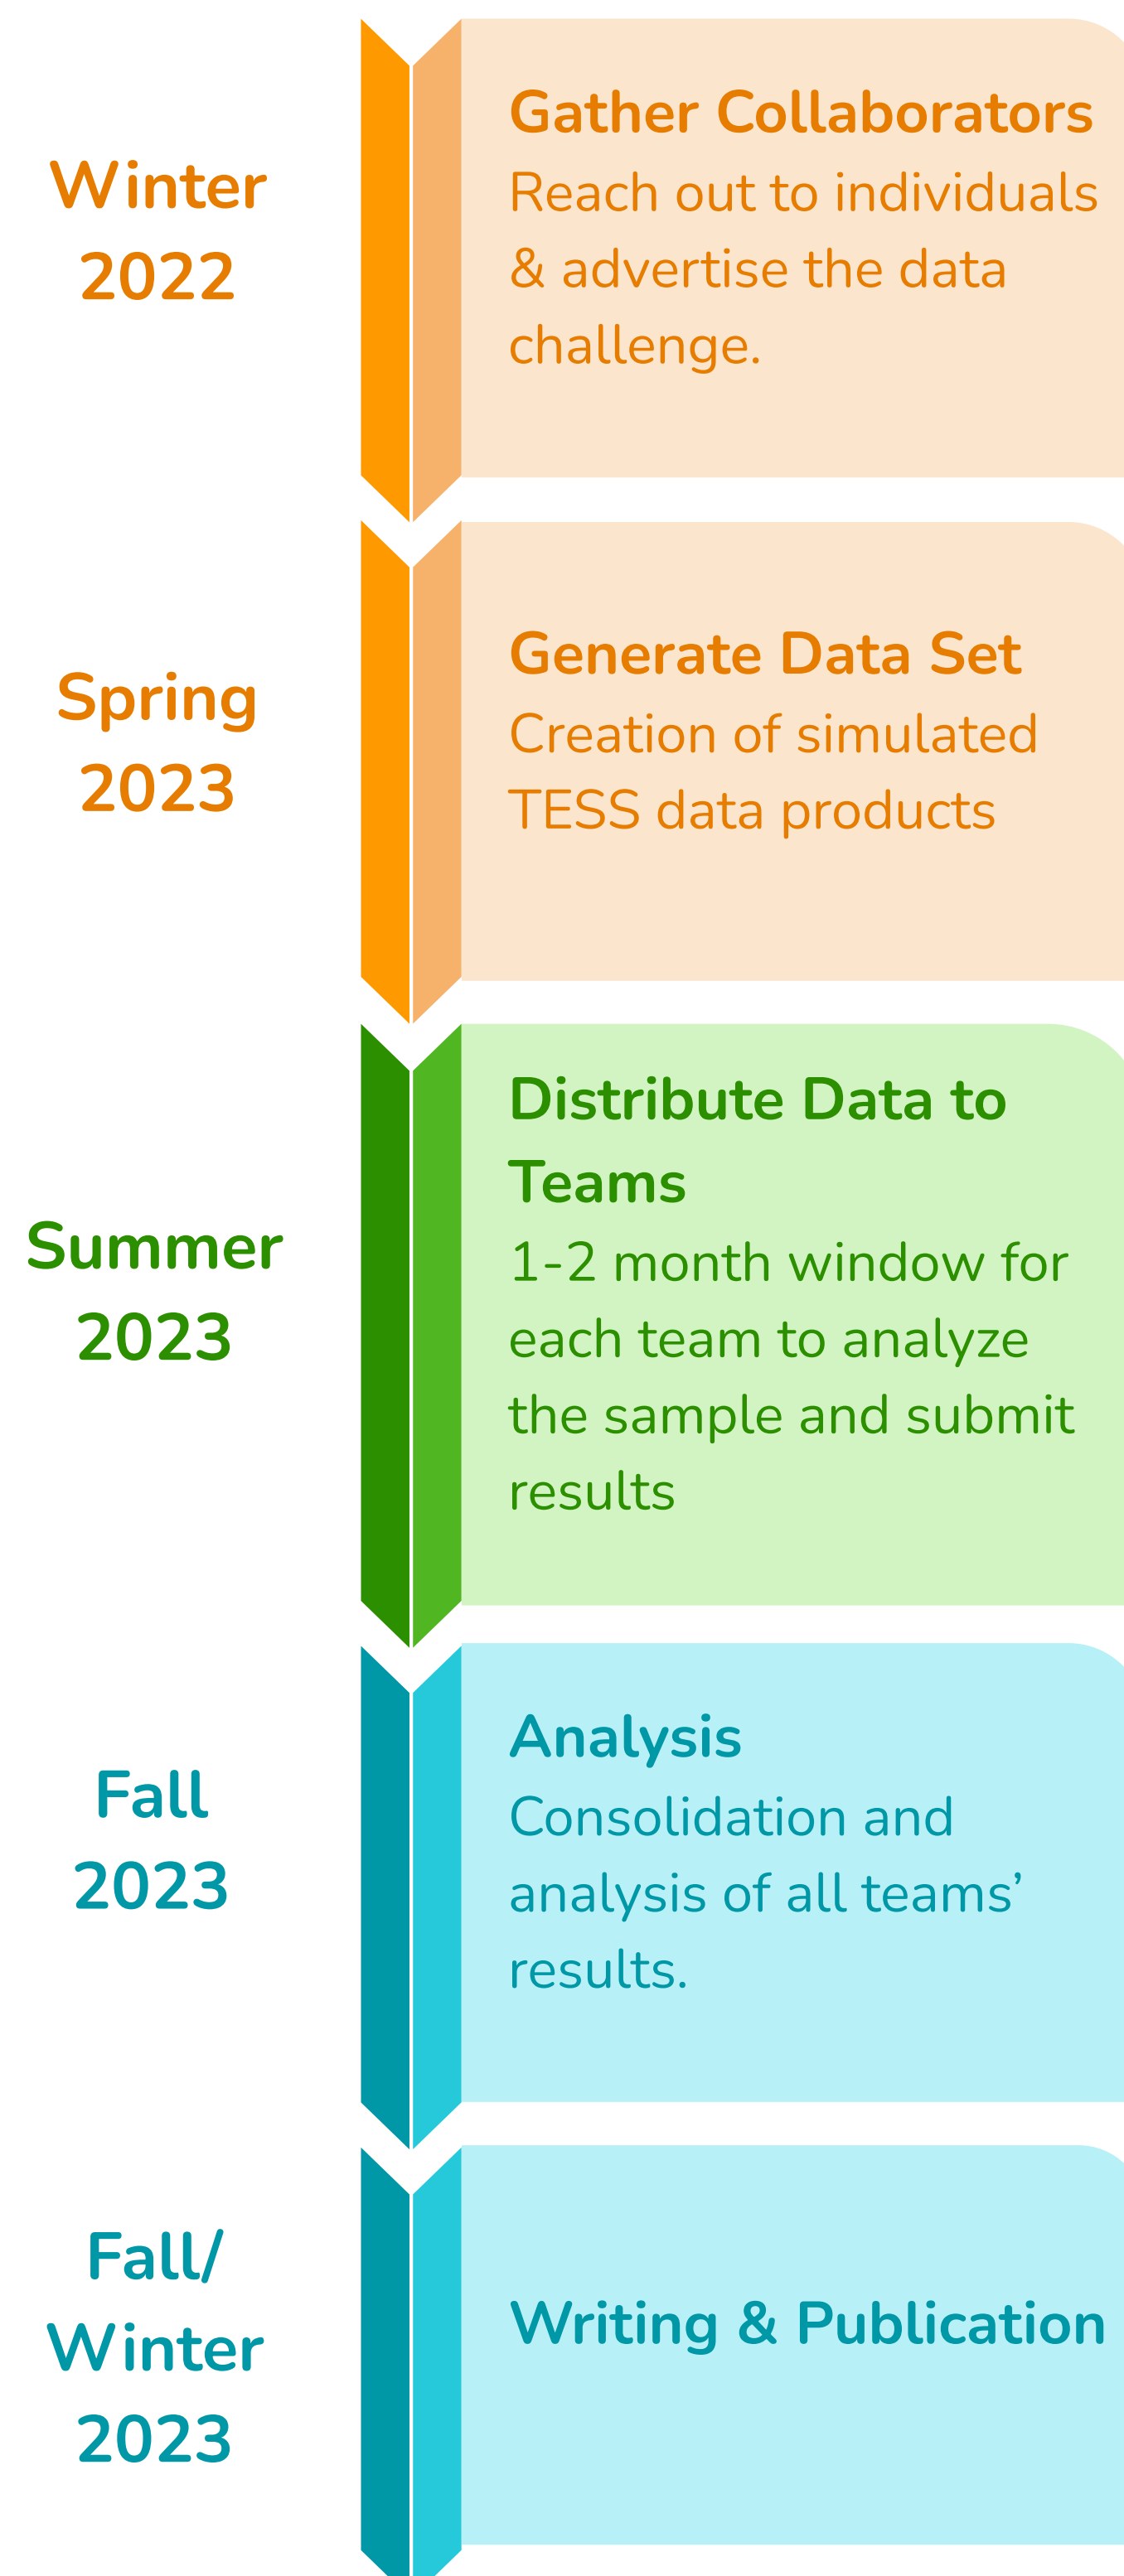 Winter
2022
Gather Collaborators
Reach out to individuals
& advertise the data
challenge.
Spring
2023
Generate Data Set
Creation of simulated
TESS data products
Summer
2023
Distribute Data to
Teams
1-2 month window for
each team to analyze
the sample and submit
results
Fall
2023
Analysis
Consolidation and
analysis of all teams’
results.
Fall/
Winter
2023
Writing & Publication